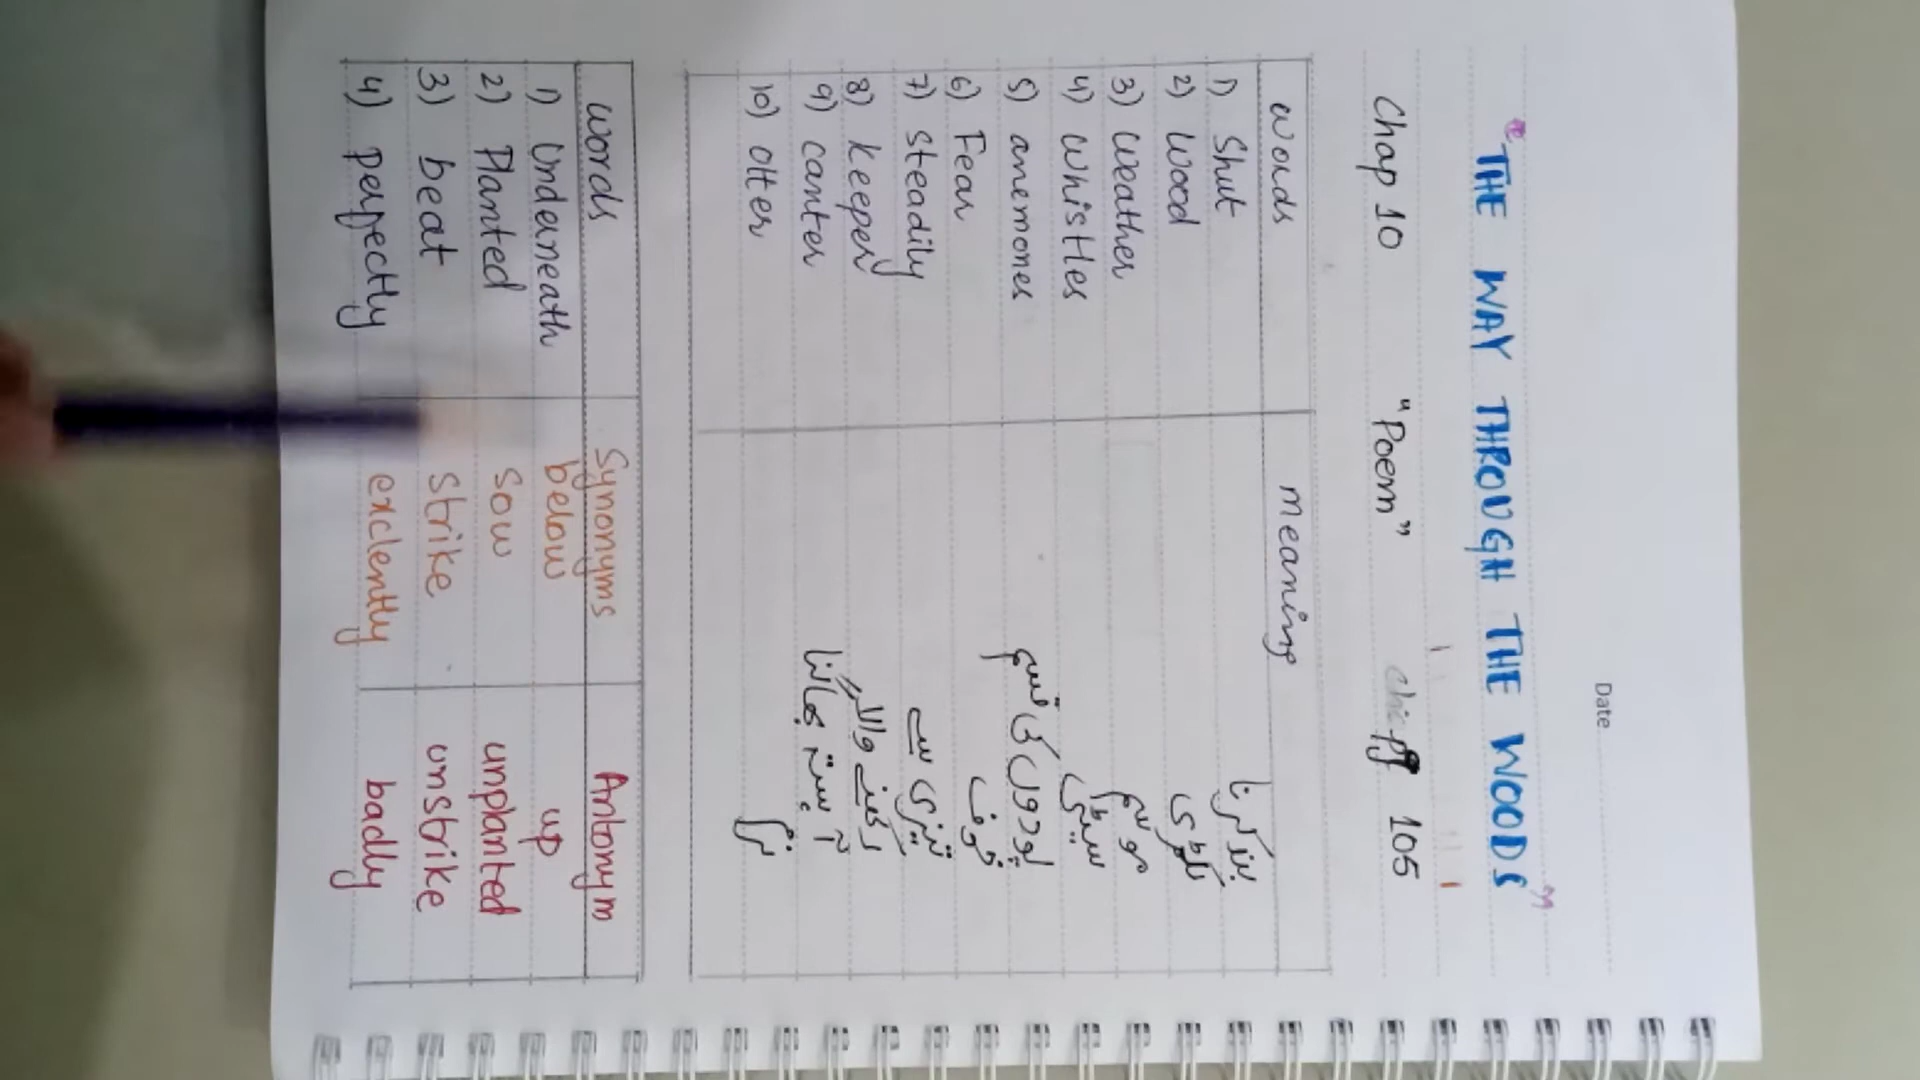 Date
"THE WAY THROUGH THE WOODS"
Chap 10 "Poem" 105
words meaning
1) Shut بند کرنا
2) Wood لکڑی
3) Weather موسم
4) Whistles سیٹی
5) anemones پودوں کی قسم
6) Fear خوف
7) Steadily تیزی سے
8) Keeper رکھنے والا
9) canter آہستہ بھاگنا
10) olter
words Synonyms Antonym
1) Underneath below up
2) Planted Sow unplanted
3) beat Strike unstrike
4) perfectly exclently badly